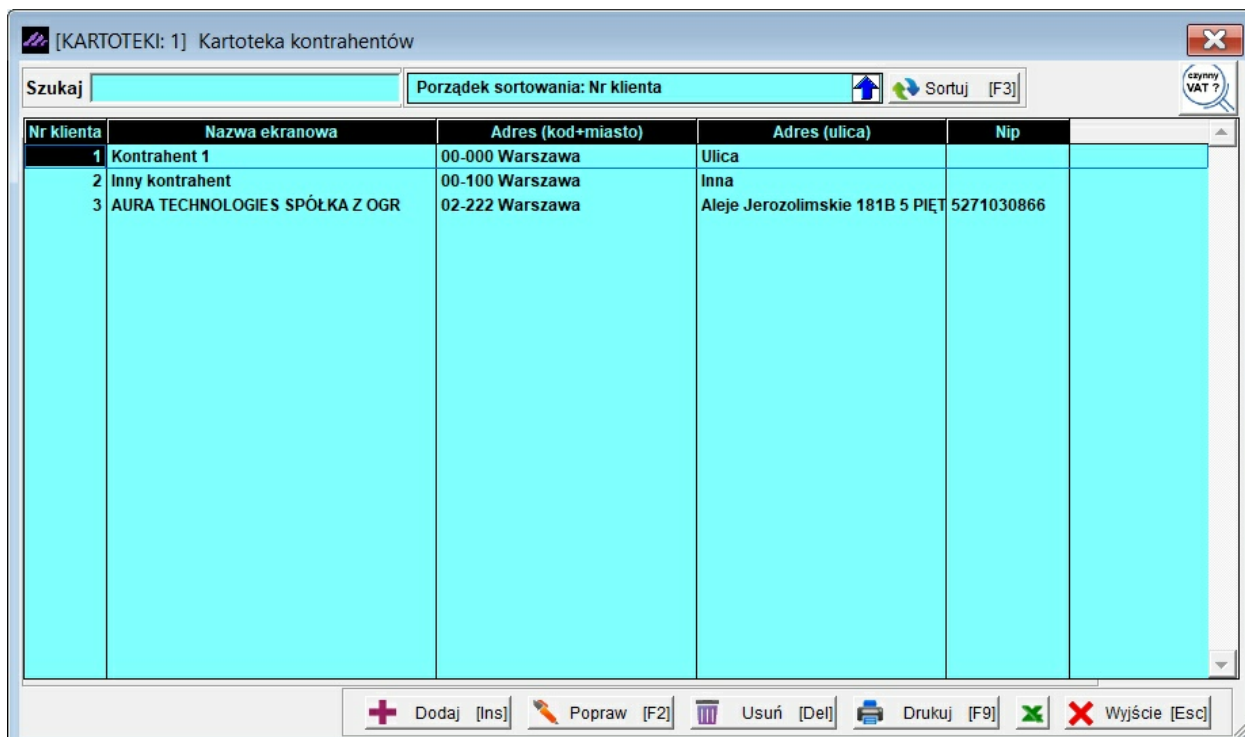 [KARTOTEKI: 1] Kartoteka kontrahentów
Szukaj Porządek sortowania: Nr klienta Sortuj [F3] czynny VAT ?
Nr klienta Nazwa ekranowa Adres (kod+miasto) Adres (ulica) Nip
1 Kontrahent 1 00-000 Warszawa Ulica
2 Inny kontrahent 00-100 Warszawa Inna
3 AURA TECHNOLOGIES SPÓŁKA Z OGR 02-222 Warszawa Aleje Jerozolimskie 181B 5 PIĘT 5271030866
Dodaj [Ins] Popraw [F2] Usuń [Del] Drukuj [F9] Wyjście [Esc]